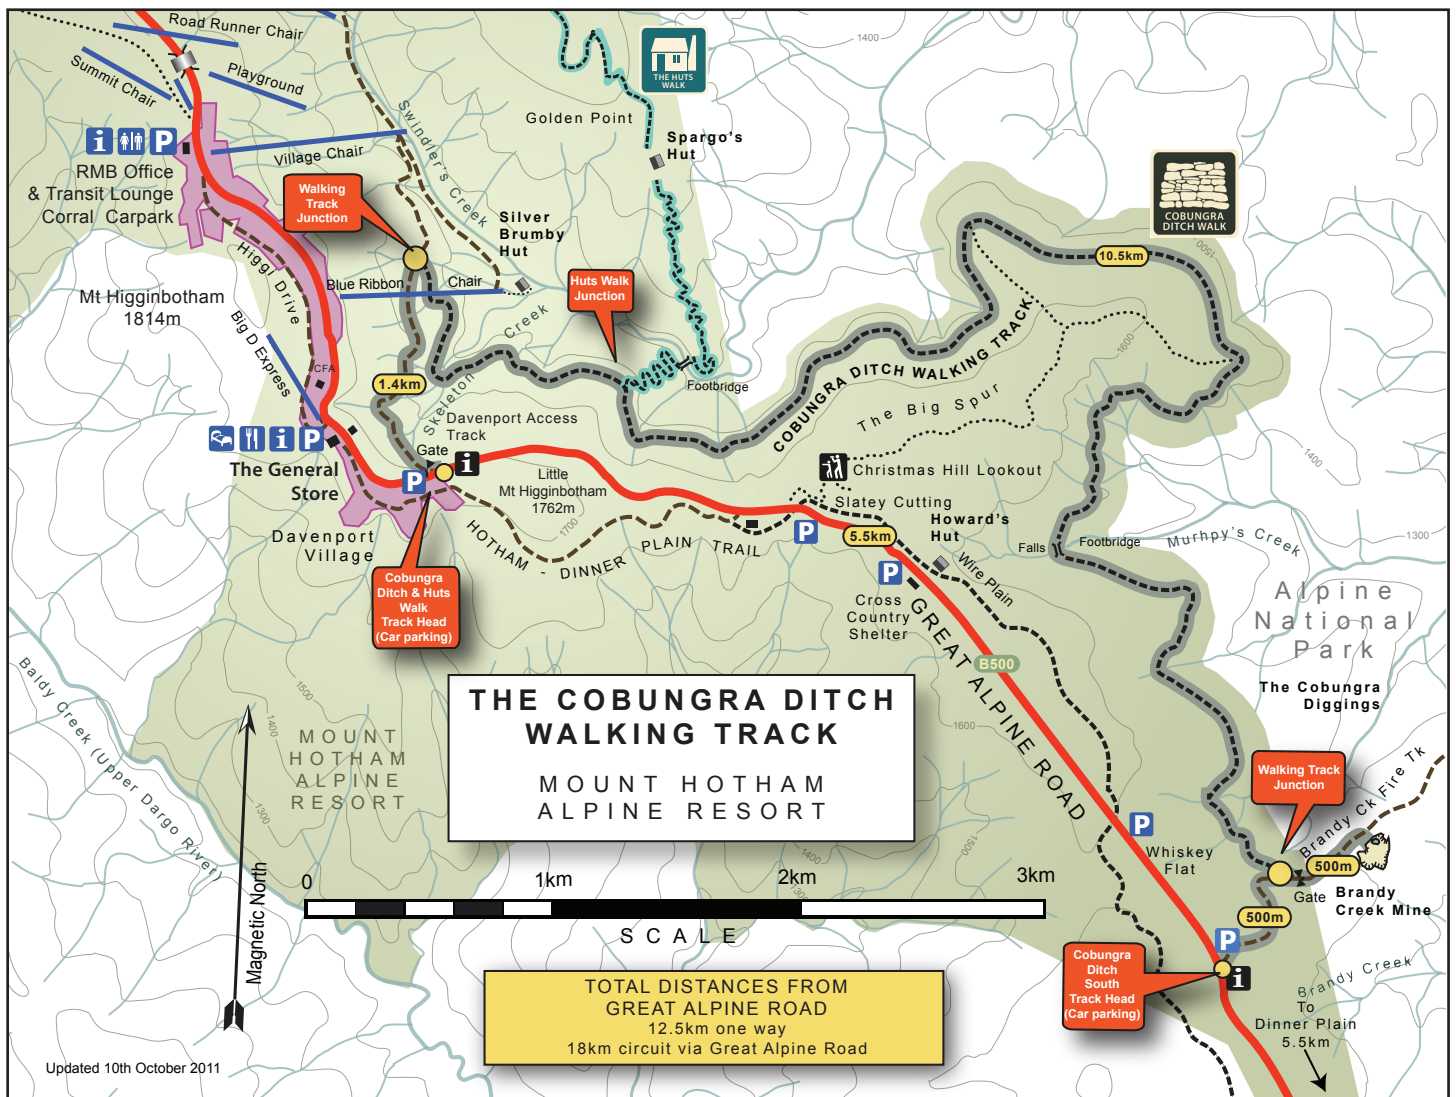 Road Runner Chair
Summit Chair
Playground
Village Chair
Swindler's Creek
1400
THE HUTS
WALK
Golden Point
Spargo's
Hut
RMB Office
& Transit Lounge
Corral Carpark
i
P
Walking
Track
Junction
Silver
Brumby
Hut
COBUNGRA
DITCH WALK
1500
10.5km
Higgi Drive
Mt Higginbotham
1814m
Blue Ribbon
Chair
Huts Walk
Junction
Skeleton
Creek
Big D Express
CFA
1.4km
Footbridge
COBUNGRA DITCH WALKING TRACK
The Big Spur
1600
Davenport Access
Track
Gate
i
P
i
P
The General
Store
Little
Mt Higginbotham
1762m
1700
Christmas Hill Lookout
Slatey Cutting
Howard's
Hut
1400
1300
P
5.5km
P
Davenport
Village
HOTHAM - DINNER PLAIN TRAIL
Wire Plain
Falls
Footbridge
Murhpy's Creek
Cobungra
Ditch & Huts
Walk
Track Head
(Car parking)
Cross
Country
Shelter
Alpine
National
Park
GREAT ALPINE ROAD
B500
The Cobungra
Diggings
Baldy Creek (Upper Dargo River)
1500
1400
1300
MOUNT
HOTHAM
ALPINE
RESORT
THE COBUNGRA DITCH
WALKING TRACK
MOUNT HOTHAM
ALPINE RESORT
1600
1500
1400
1300
Walking Track
Junction
Brandy Ck Fire Tk
P
Whiskey
Flat
500m
Gate
Brandy
Creek Mine
500m
P
i
Magnetic North
0
1km
2km
3km
SCALE
Cobungra
Ditch
South
Track Head
(Car parking)
Brandy Creek
To
Dinner Plain
5.5km
TOTAL DISTANCES FROM
GREAT ALPINE ROAD
12.5km one way
18km circuit via Great Alpine Road
Updated 10th October 2011